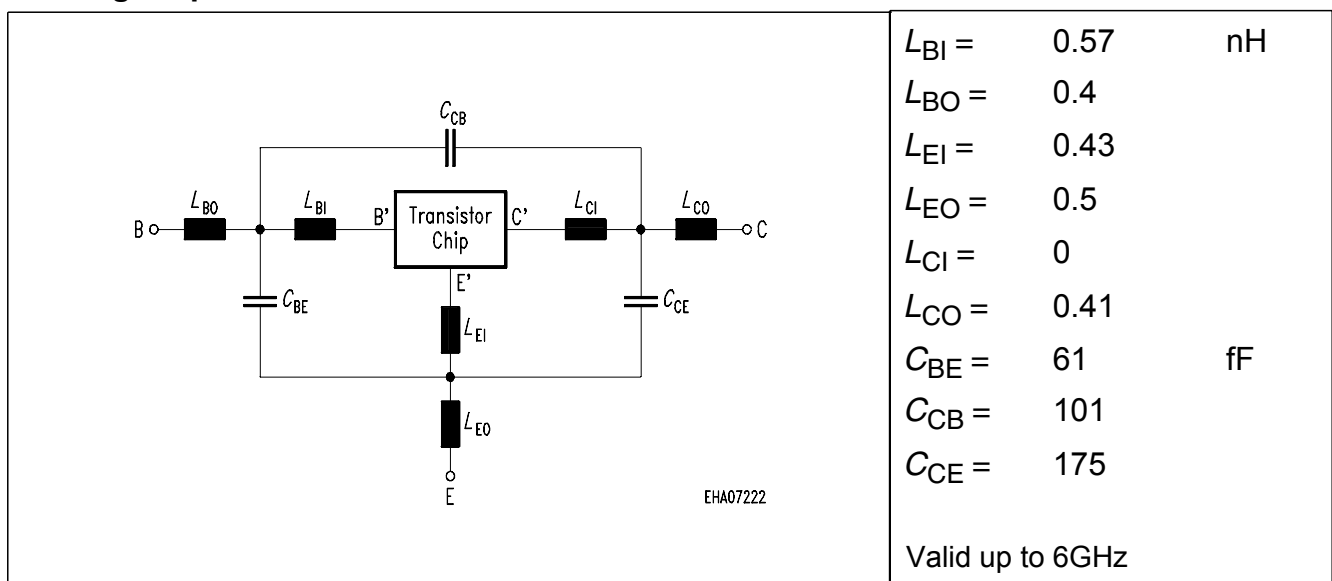 C_CB
L_BO
L_BI
B'
Transistor
Chip
C'
L_CI
L_CO
B
C
E'
C_BE
L_EI
C_CE
L_EO
E
EHA07222
L_BI = 0.57 nH
L_BO = 0.4
L_EI = 0.43
L_EO = 0.5
L_CI = 0
L_CO = 0.41
C_BE = 61 fF
C_CB = 101
C_CE = 175
Valid up to 6GHz